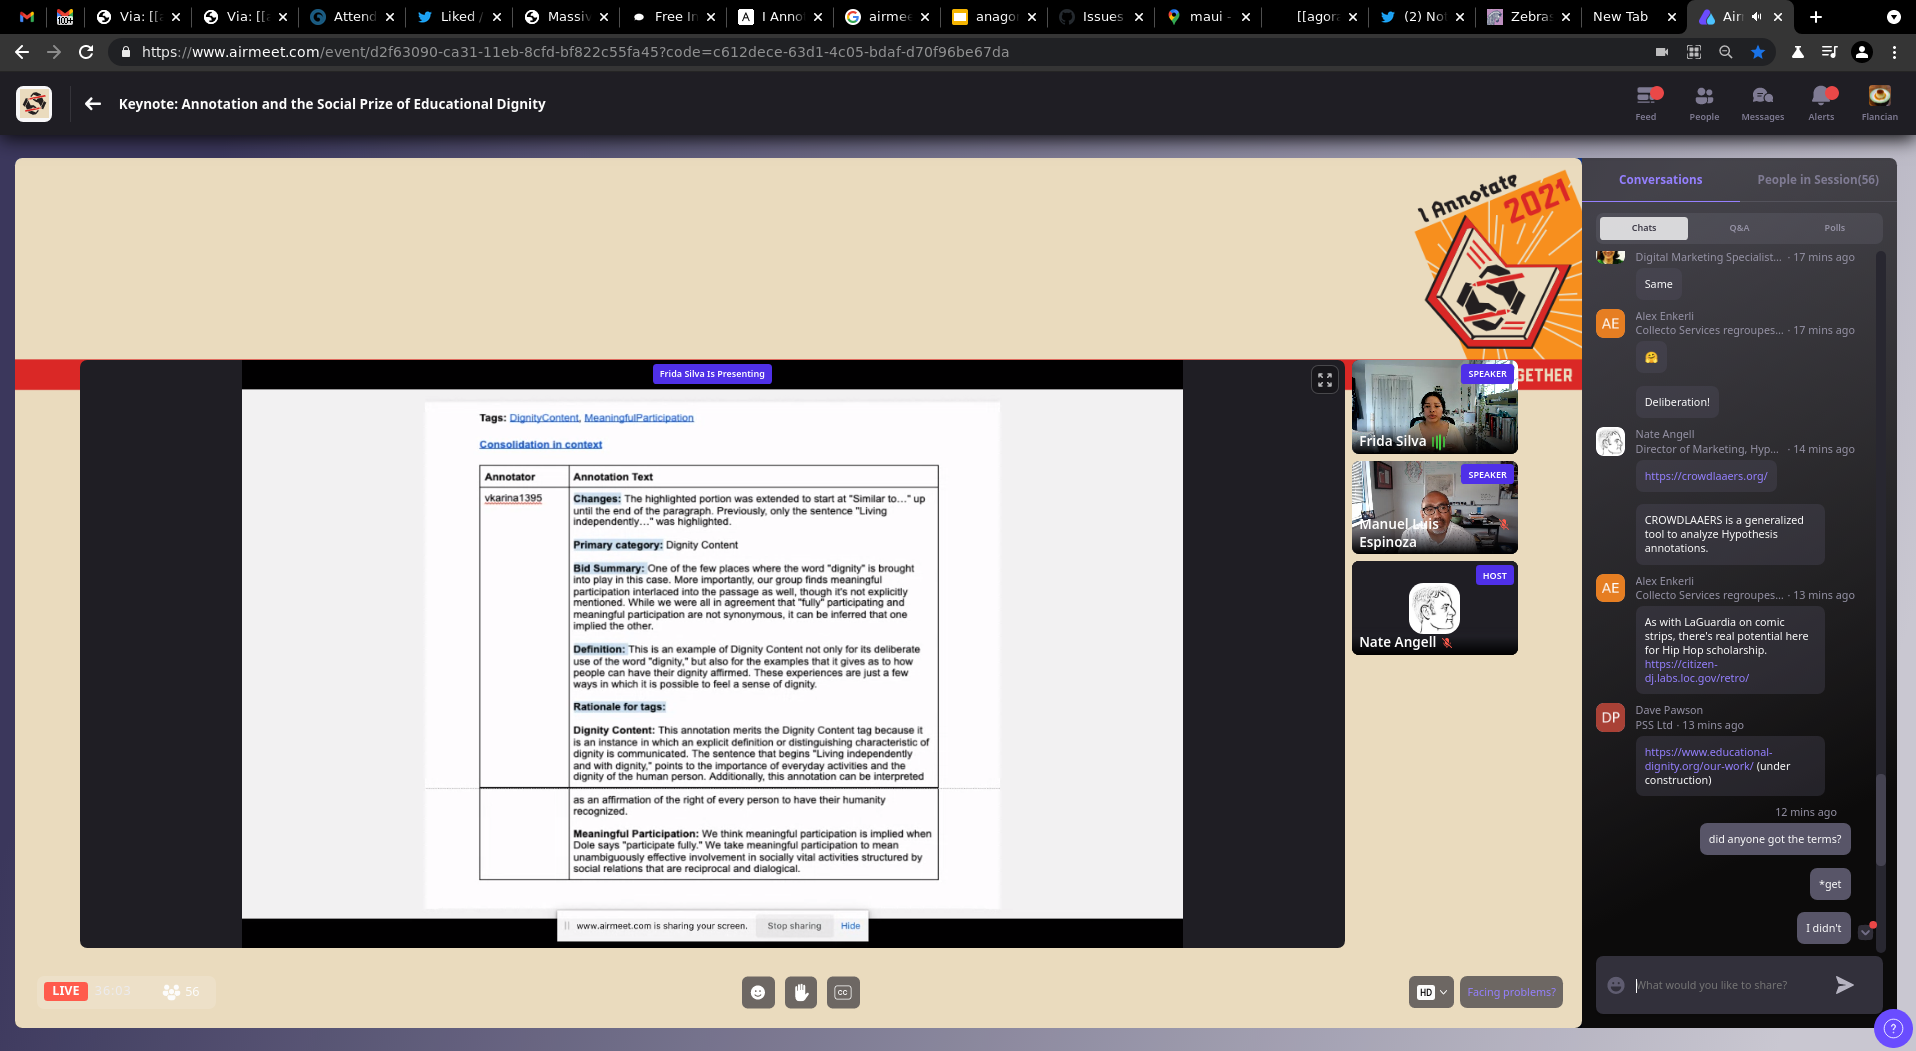 Via: [[a
Via: [[a
Attend
Liked /
Massiv
Free In
I Anno
airmee
anagor
Issues
maui -
[[agora
(2) No
Zebra
New Tab
Air
https://www.airmeet.com/event/d2f63090-ca31-11eb-8cfd-bf822c55fa45?code=c612dece-63d1-4c05-bdaf-d70f96be67da
Keynote: Annotation and the Social Prize of Educational Dignity
Feed
People
Messages
Alerts
Flancian
I Annotate
2021
GETHER
Frida Silva Is Presenting
Tags: DignityContent, MeaningfulParticipation
Consolidation in context
Annotator
Annotation Text
vkarina1395
Changes: The highlighted portion was extended to start at "Similar to…" up
until the end of the paragraph. Previously, only the sentence "Living
independently…" was highlighted.
Primary category: Dignity Content
Bid Summary: One of the few places where the word "dignity" is brought
into play in this case. More importantly, our group finds meaningful
participation interlaced into the passage as well, though it's not explicitly
mentioned. While we were all in agreement that "fully" participating and
meaningful participation are not synonymous, it can be inferred that one
implied the other.
Definition: This is an example of Dignity Content not only for its deliberate
use of the word "dignity," but also for the examples that it gives as to how
people can have their dignity affirmed. These experiences are just a few
ways in which it is possible to feel a sense of dignity.
Rationale for tags:
Dignity Content: This annotation merits the Dignity Content tag because it
is an instance in which an explicit definition or distinguishing characteristic of
dignity is communicated. The sentence that begins "Living independently
and with dignity," points to the importance of everyday activities and the
dignity of the human person. Additionally, this annotation can be interpreted
as an affirmation of the right of every person to have their humanity
recognized.
Meaningful Participation: We think meaningful participation is implied when
Dole says "participate fully." We take meaningful participation to mean
unambiguously effective involvement in socially vital activities structured by
social relations that are reciprocal and dialogical.
www.airmeet.com is sharing your screen.
Stop sharing
Hide
SPEAKER
Frida Silva
SPEAKER
Manuel Luis
Espinoza
HOST
Nate Angell
LIVE
36:03
56
CC
HD
Facing problems?
Conversations
People in Session(56)
Chats
Q&A
Polls
Digital Marketing Specialist... · 17 mins ago
Same
AE
Alex Enkerli
Collecto Services regroupes... · 17 mins ago
Deliberation!
Nate Angell
Director of Marketing, Hyp... · 14 mins ago
https://crowdlaaers.org/
CROWDLAAERS is a generalized
tool to analyze Hypothesis
annotations.
AE
Alex Enkerli
Collecto Services regroupes... · 13 mins ago
As with LaGuardia on comic
strips, there's real potential here
for Hip Hop scholarship.
https://citizen-
dj.labs.loc.gov/retro/
DP
Dave Pawson
PSS Ltd · 13 mins ago
https://www.educational-
dignity.org/our-work/ (under
construction)
12 mins ago
did anyone got the terms?
*get
I didn't
What would you like to share?